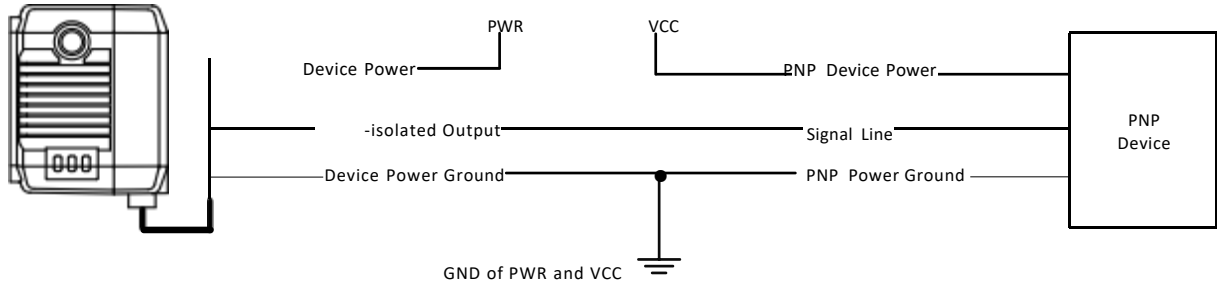 PWR
VCC
Device Power
PNP Device Power
-isolated Output
Signal Line
PNP
Device
Device Power Ground
PNP Power Ground
GND of PWR and VCC